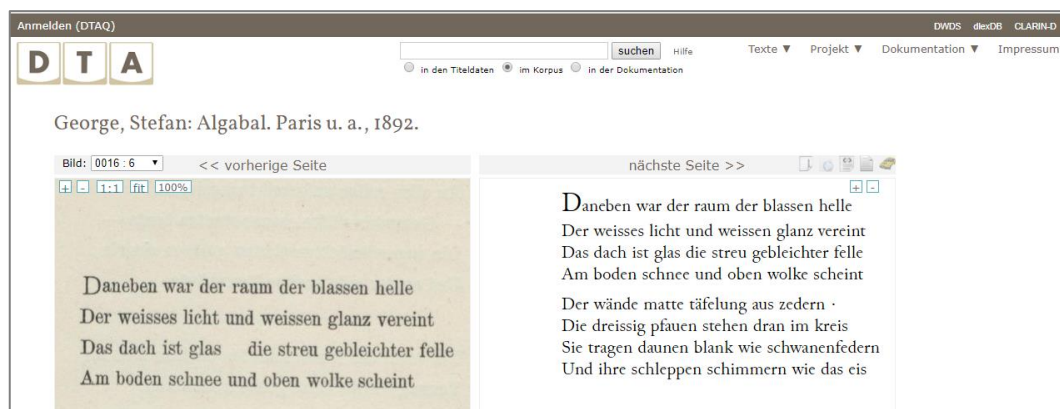 Anmelden (DTAQ) DWDS dlexDB CLARIN-D
DTA
suchen Hilfe Texte ▼ Projekt ▼ Dokumentation ▼ Impressum
in den Titeldaten im Korpus in der Dokumentation
George, Stefan: Algabal. Paris u. a., 1892.
Bild: 0016 : 6 ▼ << vorherige Seite
nächste Seite >>
+ - 1:1 fit 100%
Daneben war der raum der blassen helle
Der weisses licht und weissen glanz vereint
Das dach ist glas die streu gebleichter felle
Am boden schnee und oben wolke scheint
+ -
Daneben war der raum der blassen helle
Der weisses licht und weissen glanz vereint
Das dach ist glas die streu gebleichter felle
Am boden schnee und oben wolke scheint
Der wände matte täfelung aus zedern ·
Die dreissig pfauen stehen dran im kreis
Sie tragen daunen blank wie schwanenfedern
Und ihre schleppen schimmern wie das eis